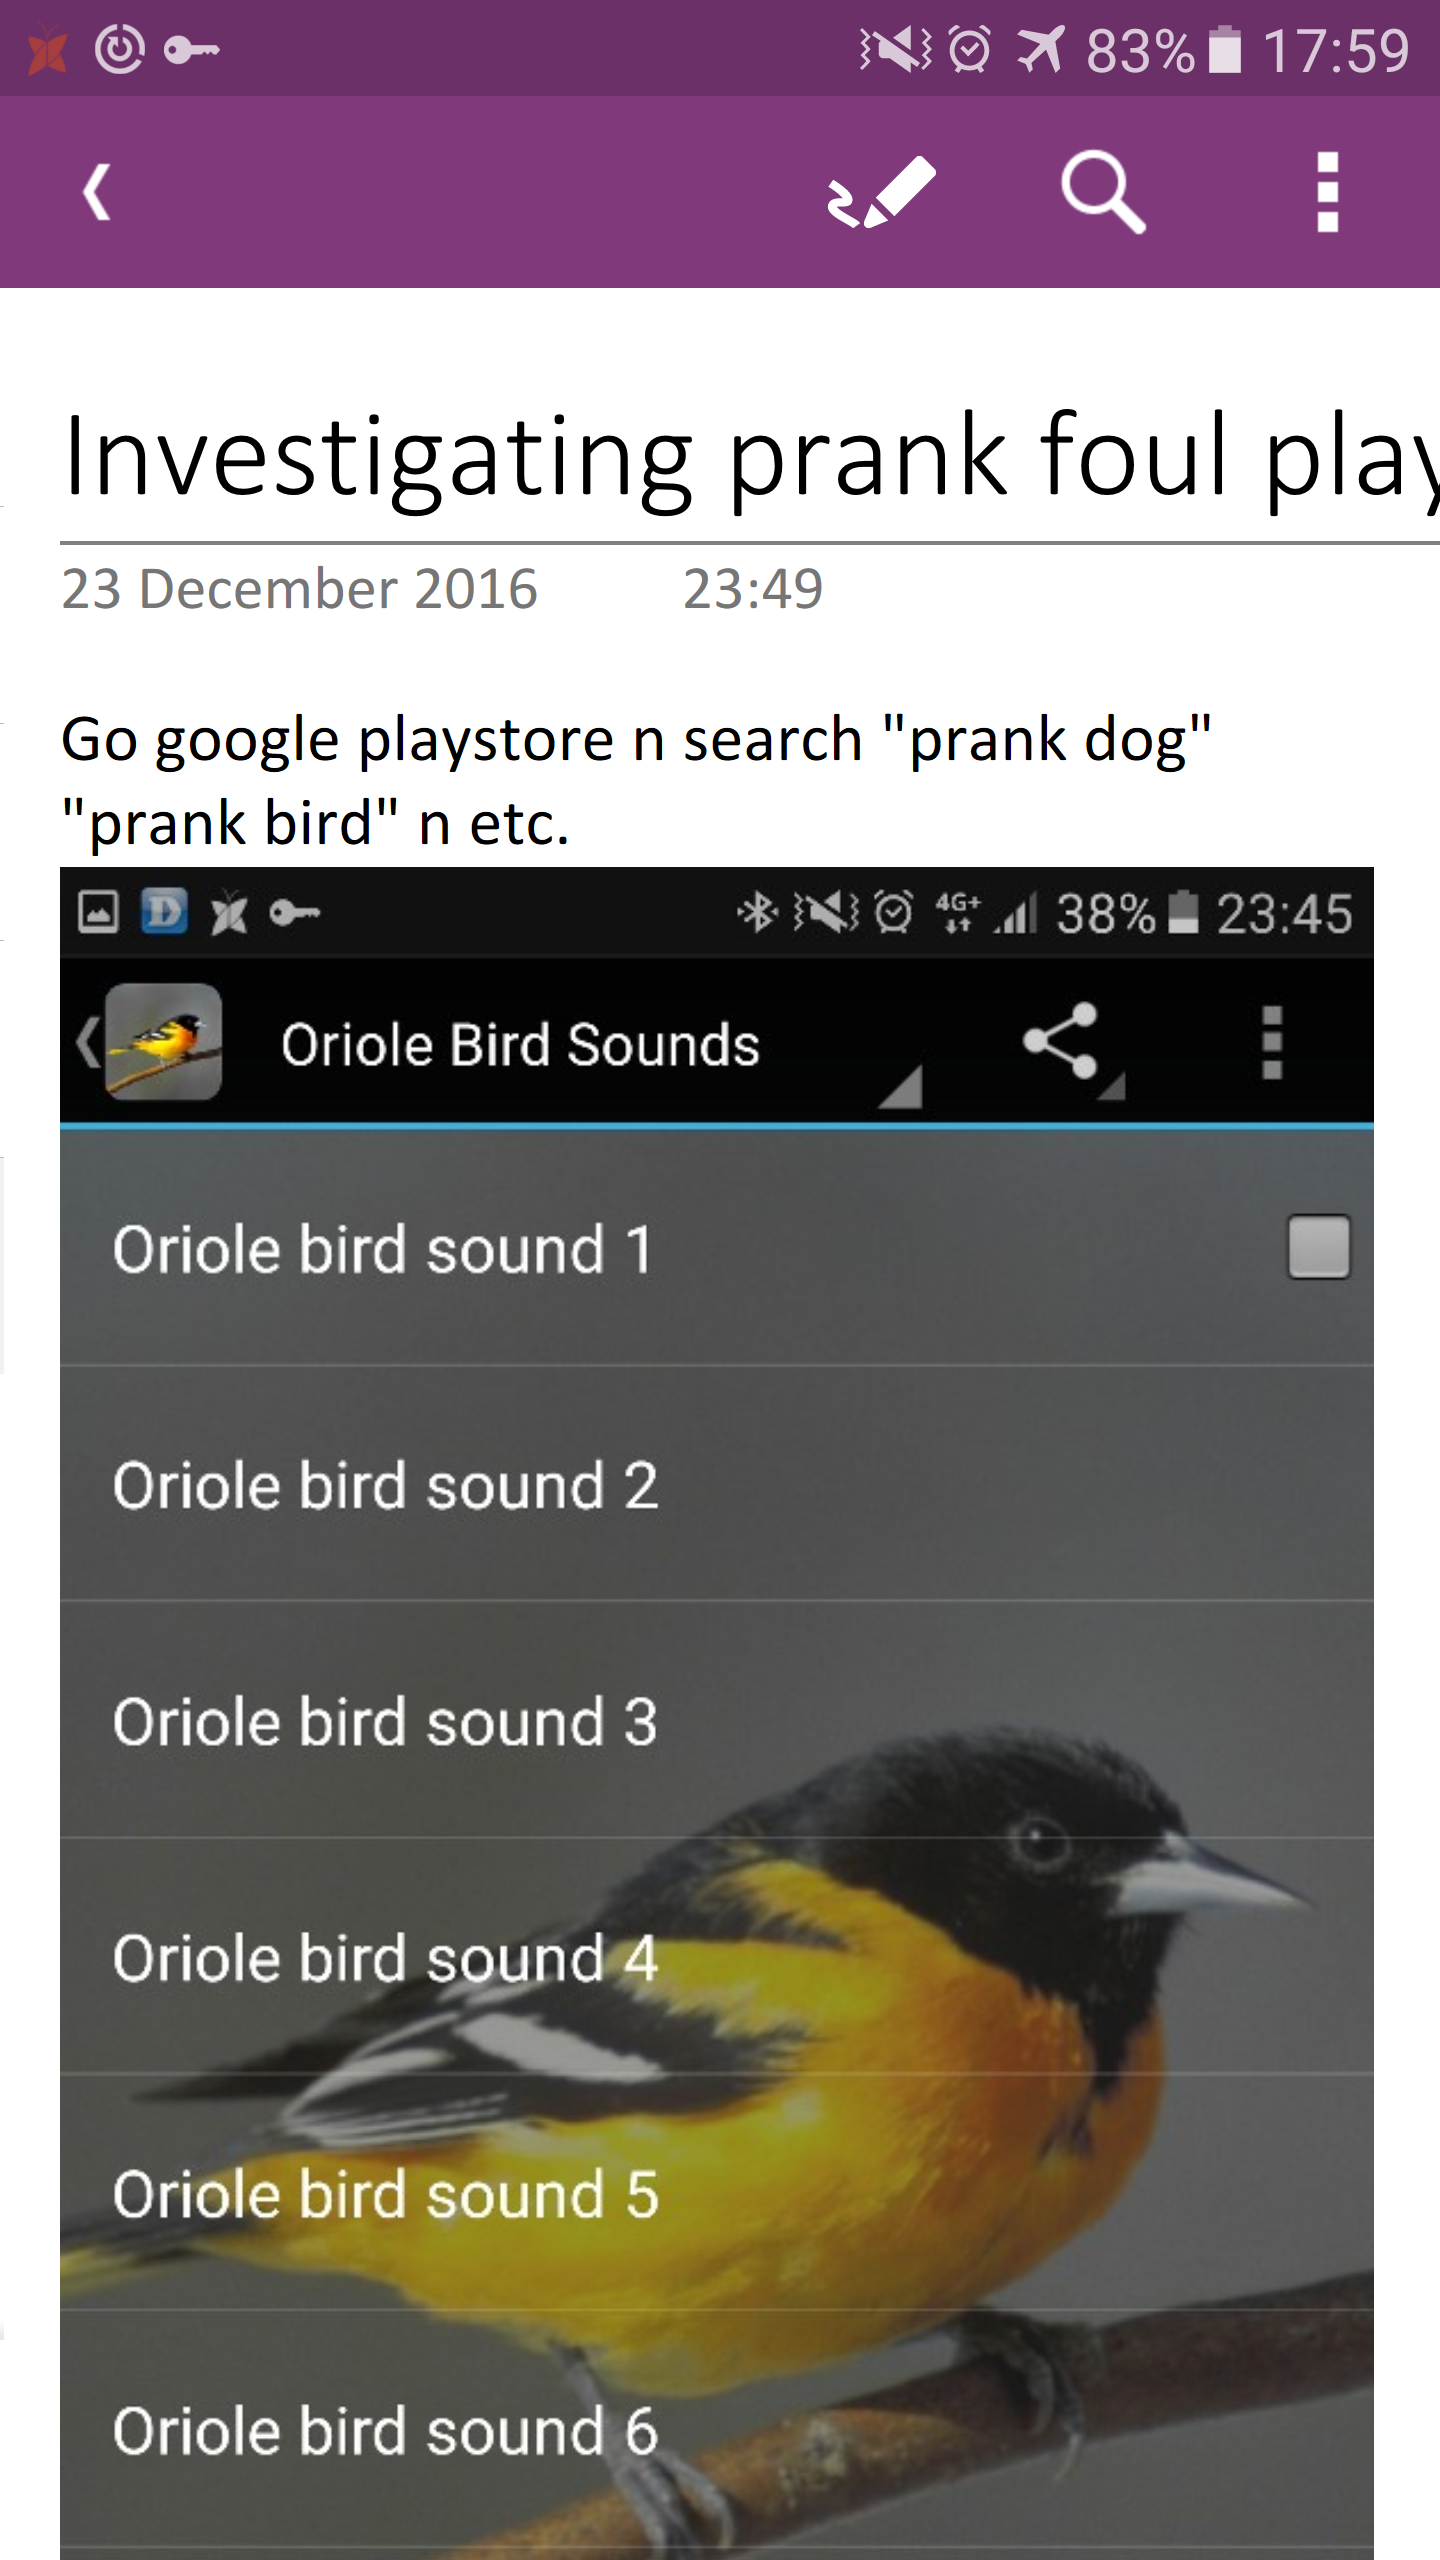 83% 17:59
Investigating prank foul play
23 December 2016 23:49
Go google playstore n search "prank dog"
"prank bird" n etc.
D 4G+ 38% 23:45
Oriole Bird Sounds
Oriole bird sound 1
Oriole bird sound 2
Oriole bird sound 3
Oriole bird sound 4
Oriole bird sound 5
Oriole bird sound 6